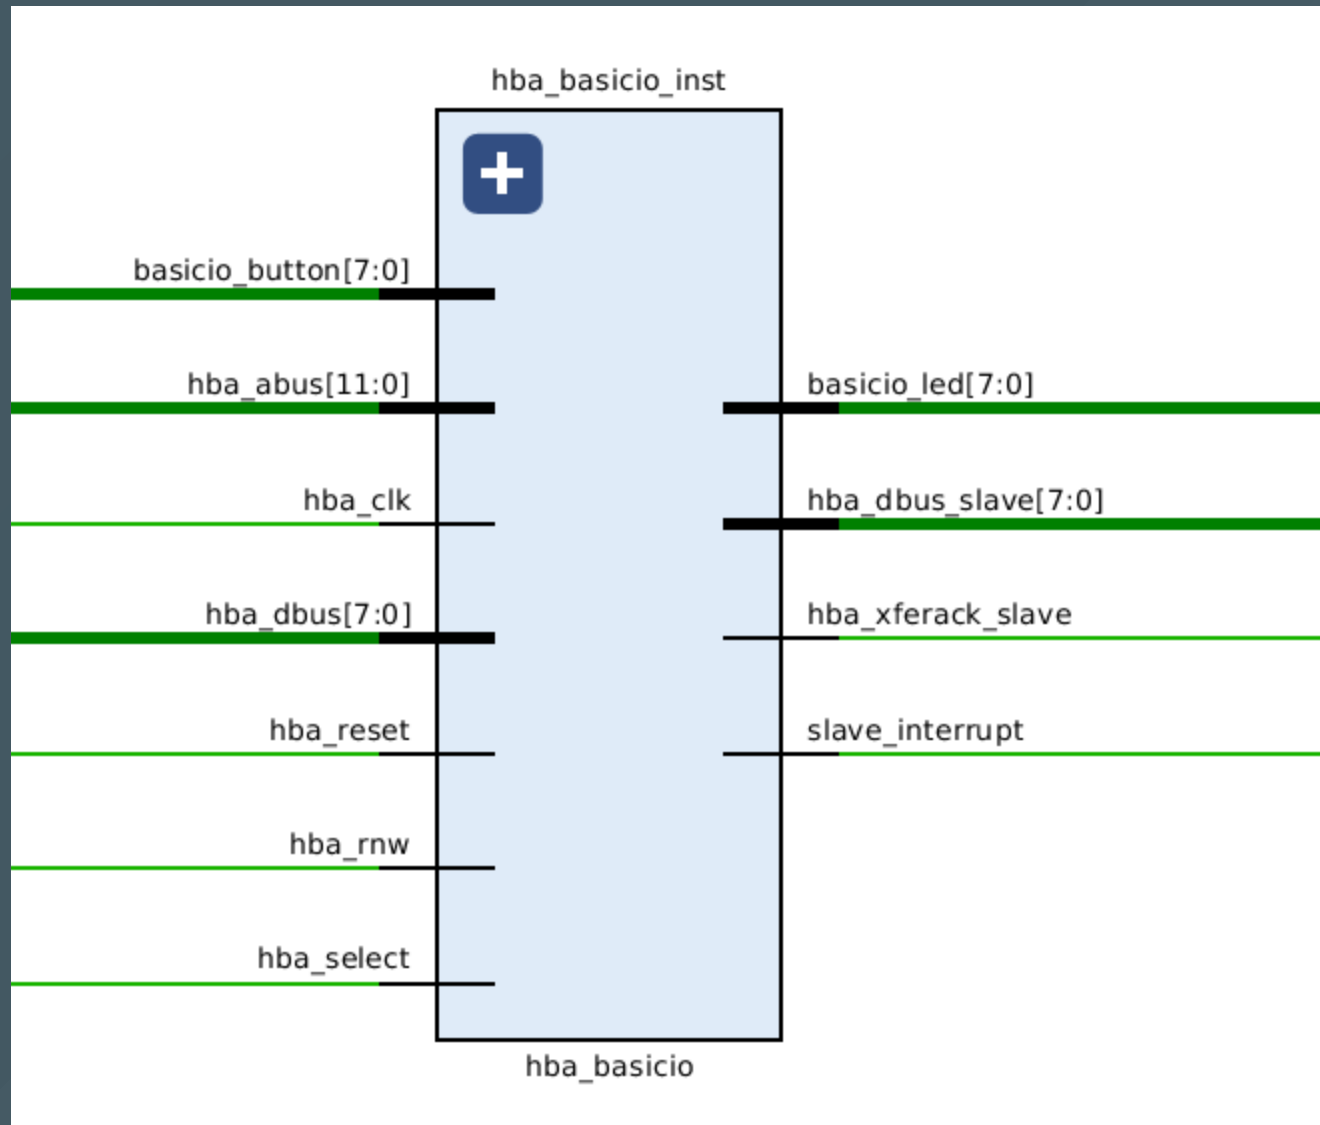 hba_basicio_inst
basicio_button[7:0]
hba_abus[11:0]
hba_clk
hba_dbus[7:0]
hba_reset
hba_rnw
hba_select
basicio_led[7:0]
hba_dbus_slave[7:0]
hba_xferack_slave
slave_interrupt
hba_basicio